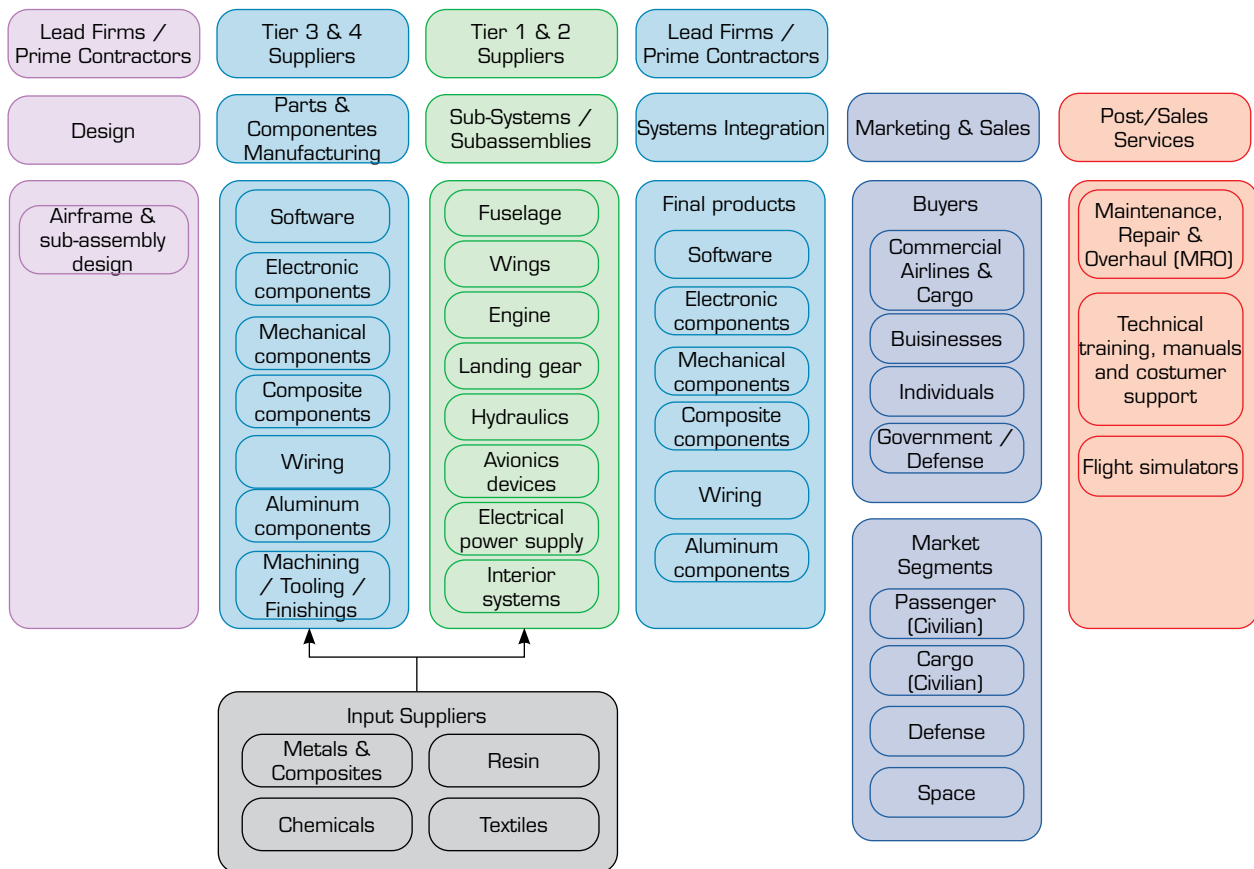 Lead Firms /
Prime Contractors
Tier 3 & 4
Suppliers
Tier 1 & 2
Suppliers
Lead Firms /
Prime Contractors
Design
Parts &
Componentes
Manufacturing
Sub-Systems /
Subassemblies
Systems Integration
Marketing & Sales
Post/Sales
Services
Airframe &
sub-assembly
design
Software
Electronic
components
Mechanical
components
Composite
components
Wiring
Aluminum
components
Machining
/ Tooling /
Finishings
Fuselage
Wings
Engine
Landing gear
Hydraulics
Avionics
devices
Electrical
power supply
Interior
systems
Final products
Software
Electronic
components
Mechanical
components
Composite
components
Wiring
Aluminum
components
Buyers
Commercial
Airlines &
Cargo
Buisinesses
Individuals
Government /
Defense
Market
Segments
Passenger
(Civilian)
Cargo
(Civilian)
Defense
Space
Maintenance,
Repair &
Overhaul (MRO)
Technical
training, manuals
and costumer
support
Flight simulators
Input Suppliers
Metals &
Composites
Resin
Chemicals
Textiles